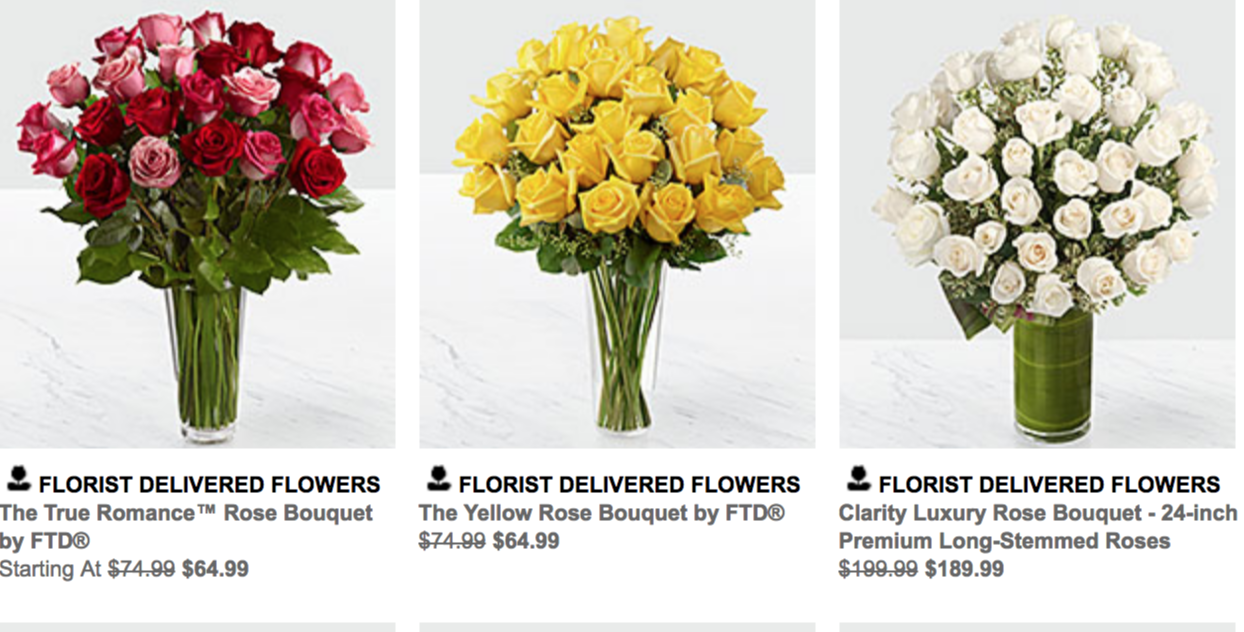 FLORIST DELIVERED FLOWERS
The True Romance™ Rose Bouquet
by FTD®
Starting At $74.99 $64.99
FLORIST DELIVERED FLOWERS
The Yellow Rose Bouquet by FTD®
$74.99 $64.99
FLORIST DELIVERED FLOWERS
Clarity Luxury Rose Bouquet - 24-inch
Premium Long-Stemmed Roses
$199.99 $189.99